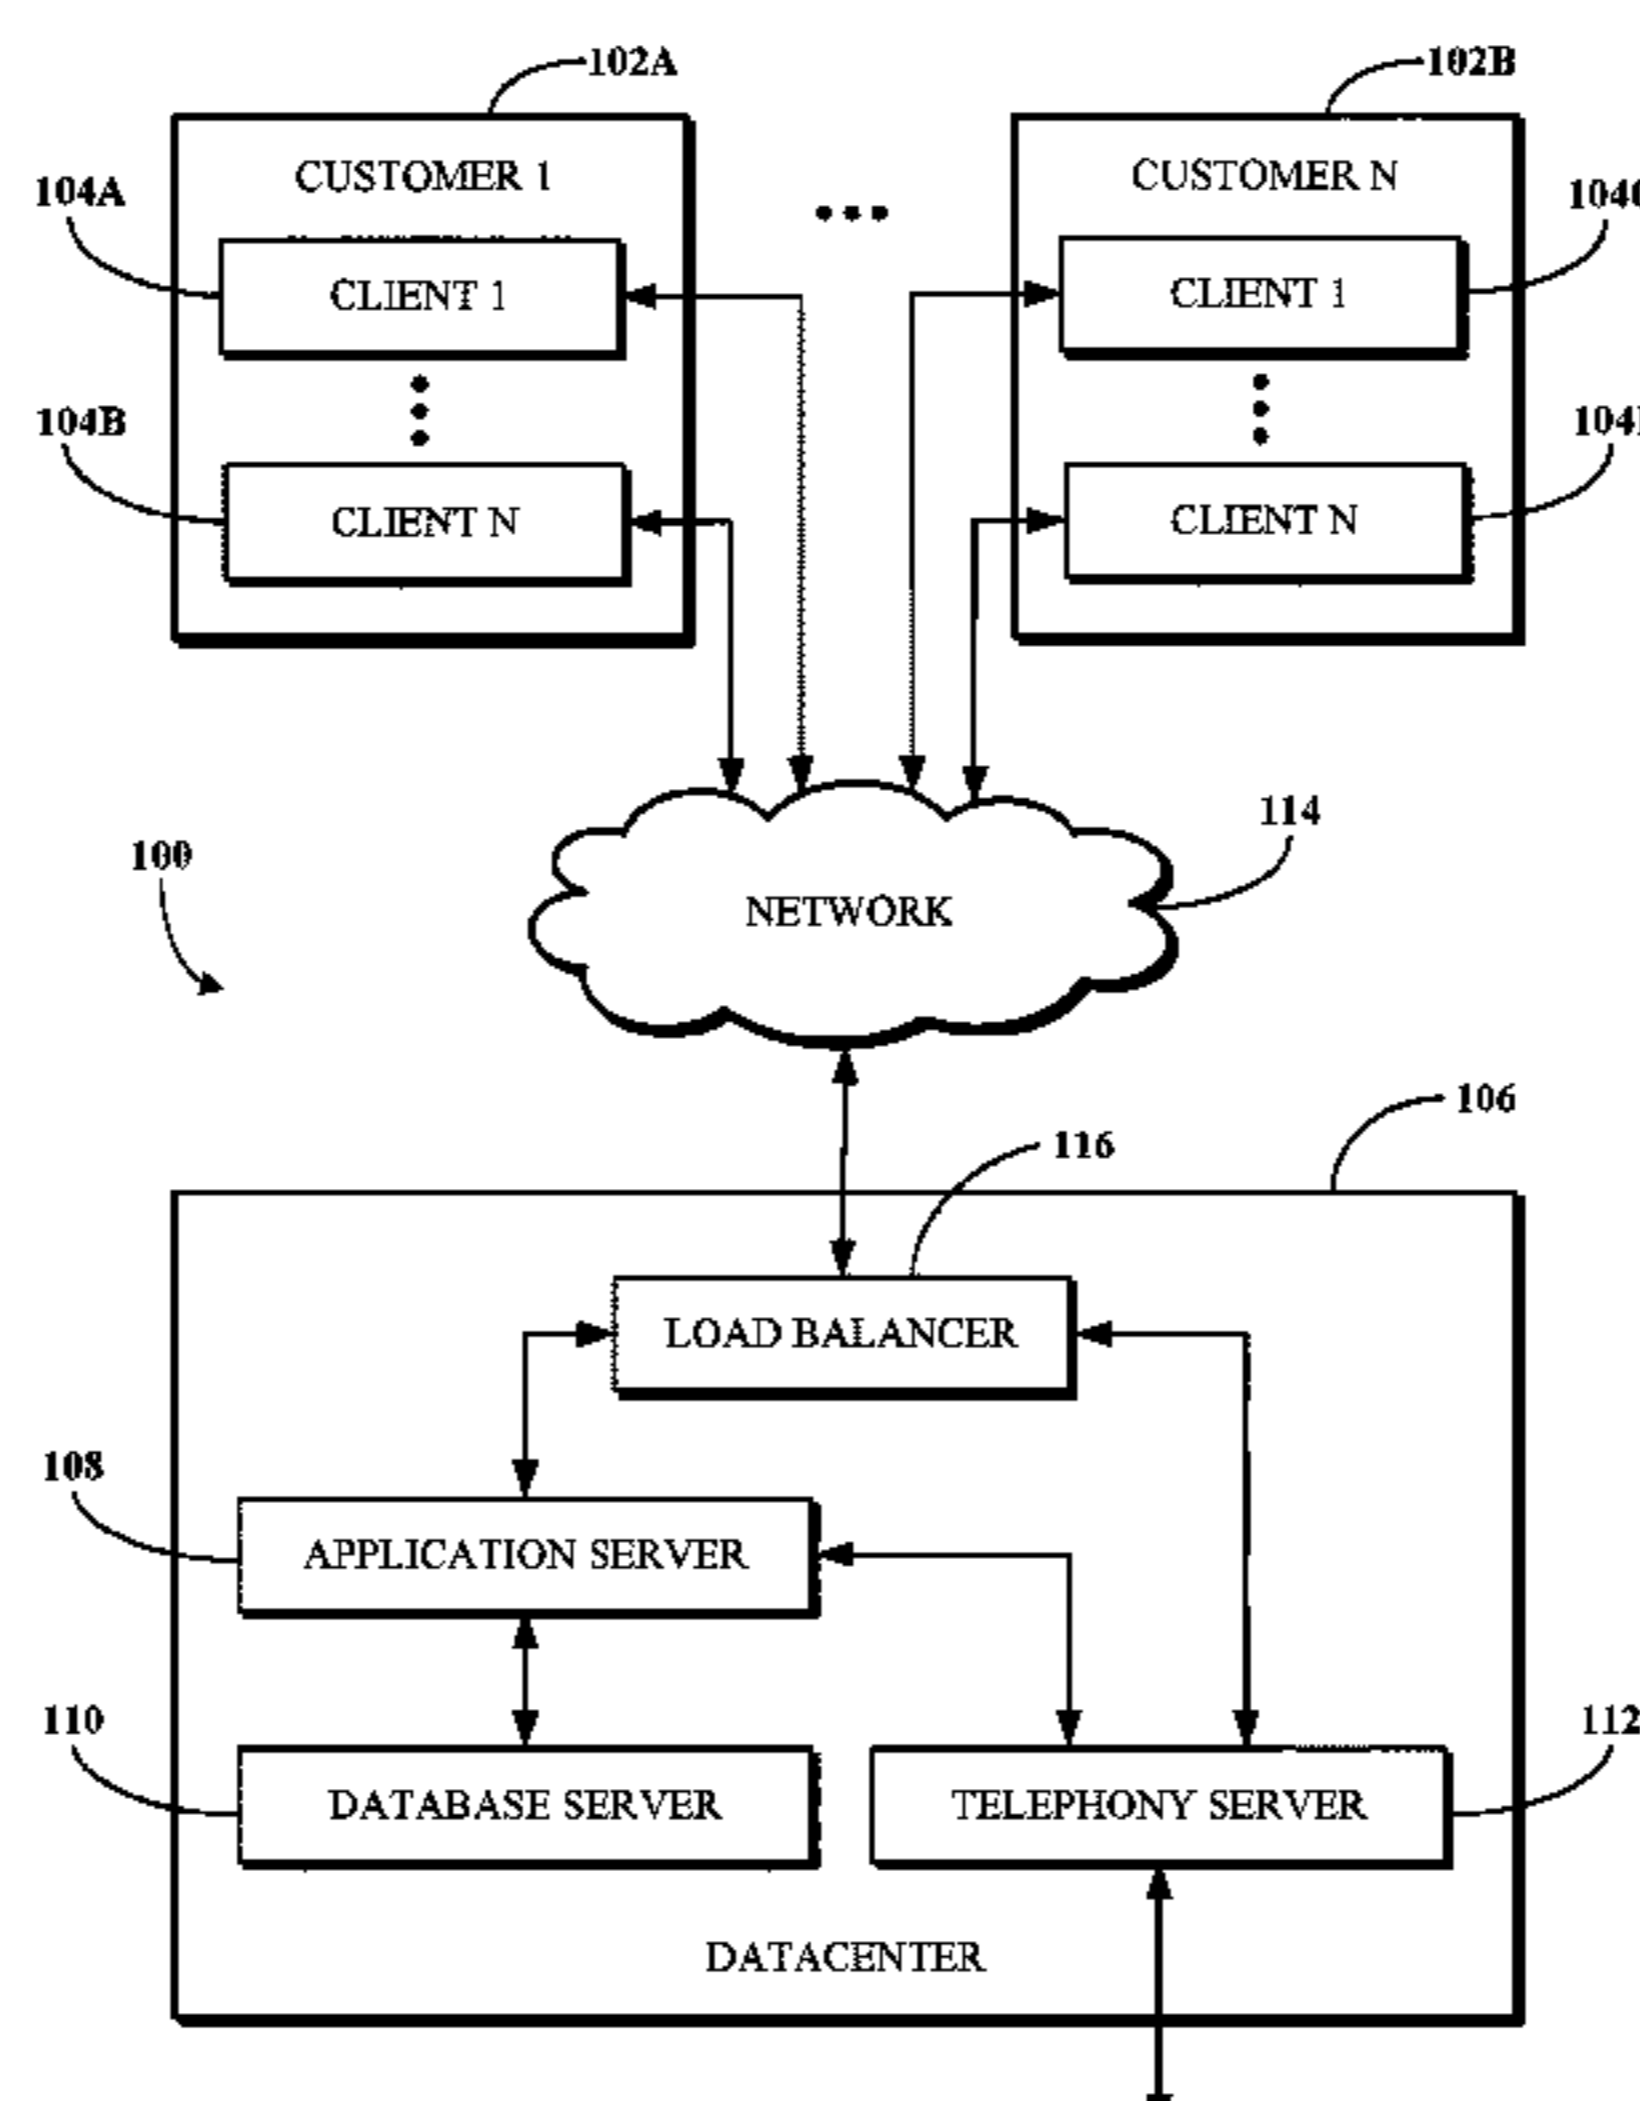 102A
102B
CUSTOMER 1
CUSTOMER N
104A
CLIENT 1
CLIENT 1
104B
CLIENT N
CLIENT N
114
100
NETWORK
106
116
LOAD BALANCER
108
APPLICATION SERVER
110
112
DATABASE SERVER
TELEPHONY SERVER
DATACENTER